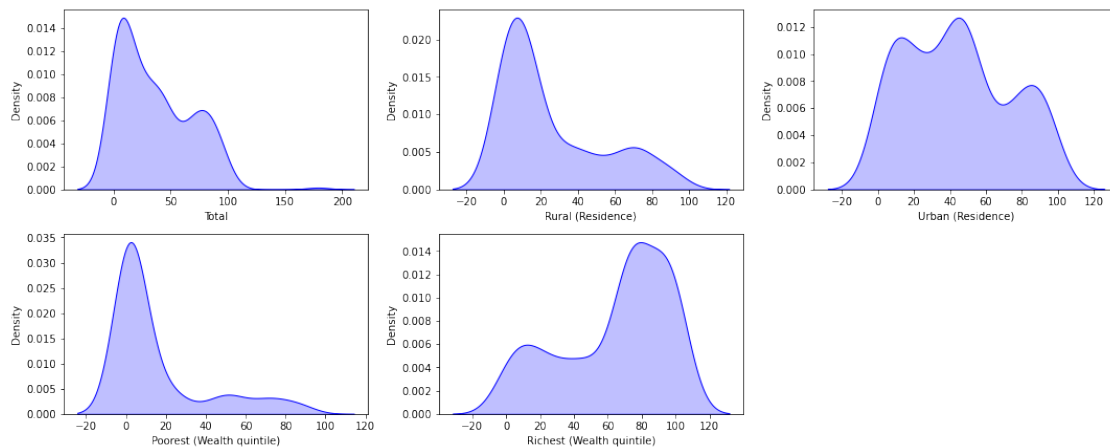 0.014
0.012
0.010
0.008
0.006
0.004
0.002
0.000
Density
0 50 100 150 200
Total
0.020
0.015
0.010
0.005
0.000
Density
−20 0 20 40 60 80 100 120
Rural (Residence)
0.012
0.010
0.008
0.006
0.004
0.002
0.000
Density
−20 0 20 40 60 80 100 120
Urban (Residence)
0.035
0.030
0.025
0.020
0.015
0.010
0.005
0.000
Density
−20 0 20 40 60 80 100 120
Poorest (Wealth quintile)
0.014
0.012
0.010
0.008
0.006
0.004
0.002
0.000
Density
−20 0 20 40 60 80 100 120
Richest (Wealth quintile)